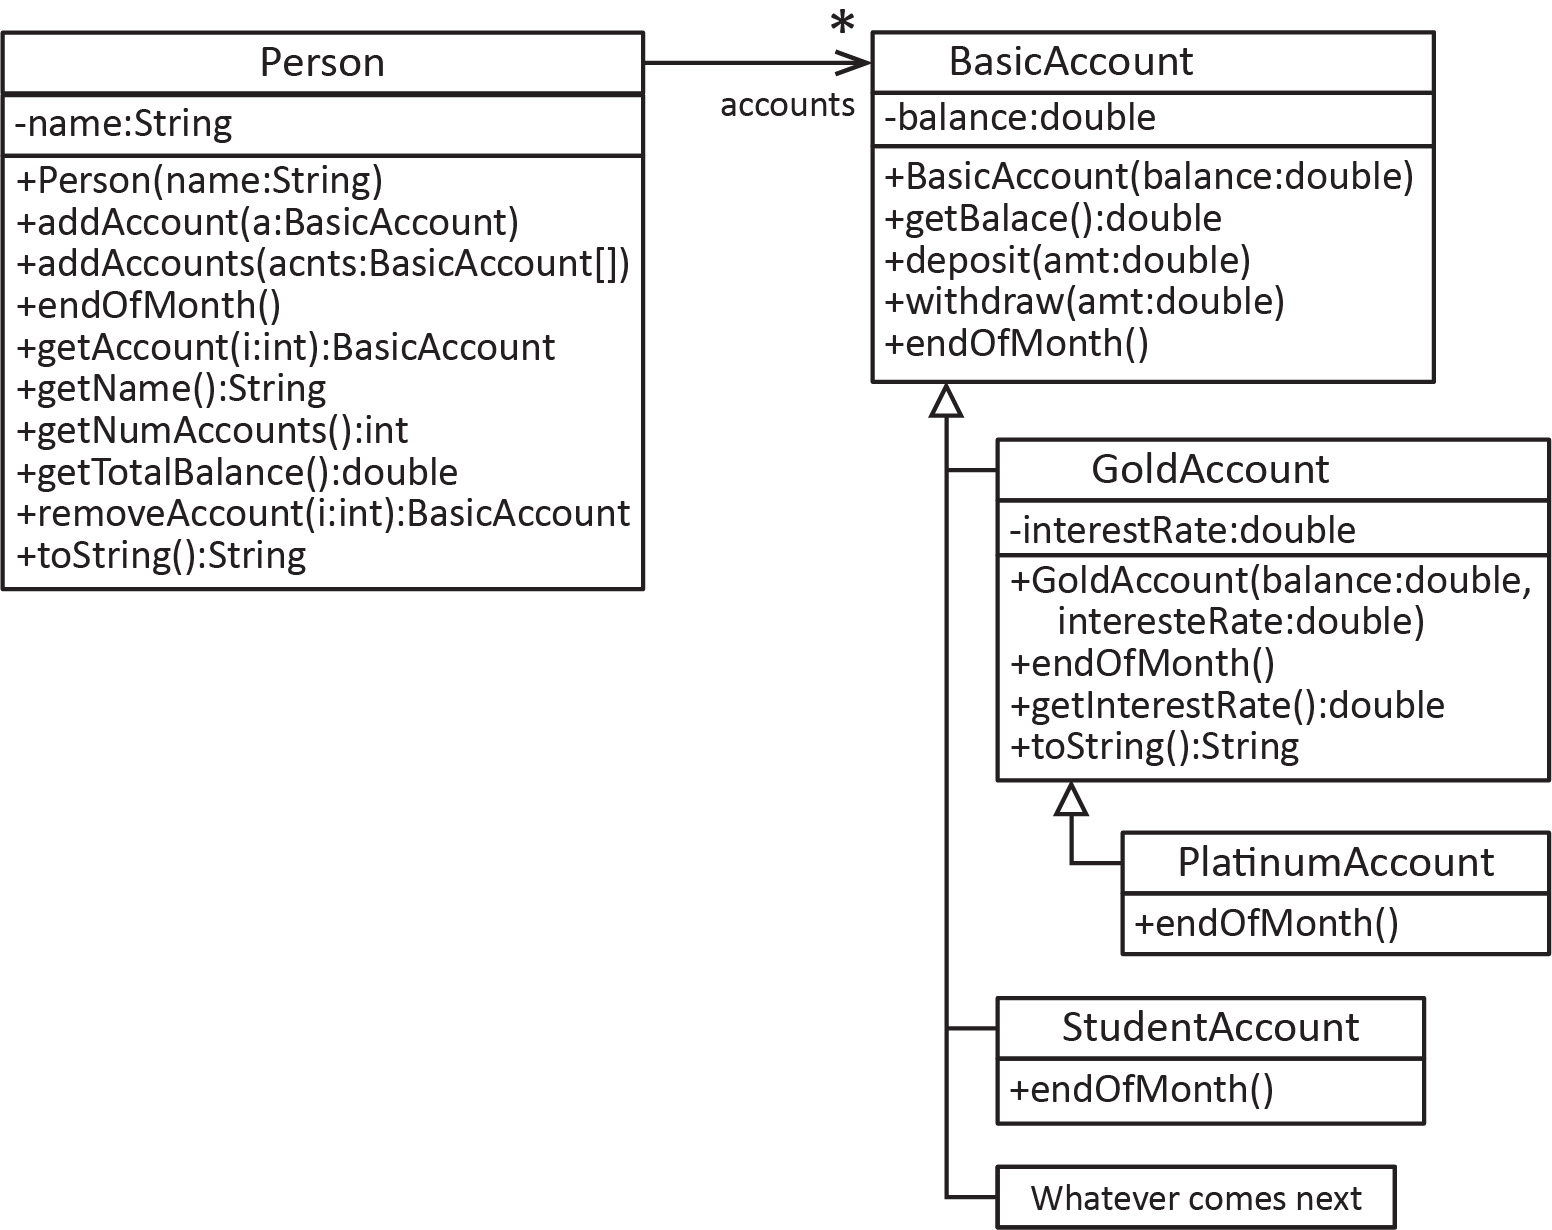 Person
-name:String
+Person(name:String)
+addAccount(a:BasicAccount)
+addAccounts(acnts:BasicAccount[])
+endOfMonth()
+getAccount(i:int):BasicAccount
+getName():String
+getNumAccounts():int
+getTotalBalance():double
+removeAccount(i:int):BasicAccount
+toString():String
*
accounts
BasicAccount
-balance:double
+BasicAccount(balance:double)
+getBalace():double
+deposit(amt:double)
+withdraw(amt:double)
+endOfMonth()
GoldAccount
-interestRate:double
+GoldAccount(balance:double,
interesteRate:double)
+endOfMonth()
+getInterestRate():double
+toString():String
PlatinumAccount
+endOfMonth()
StudentAccount
+endOfMonth()
Whatever comes next